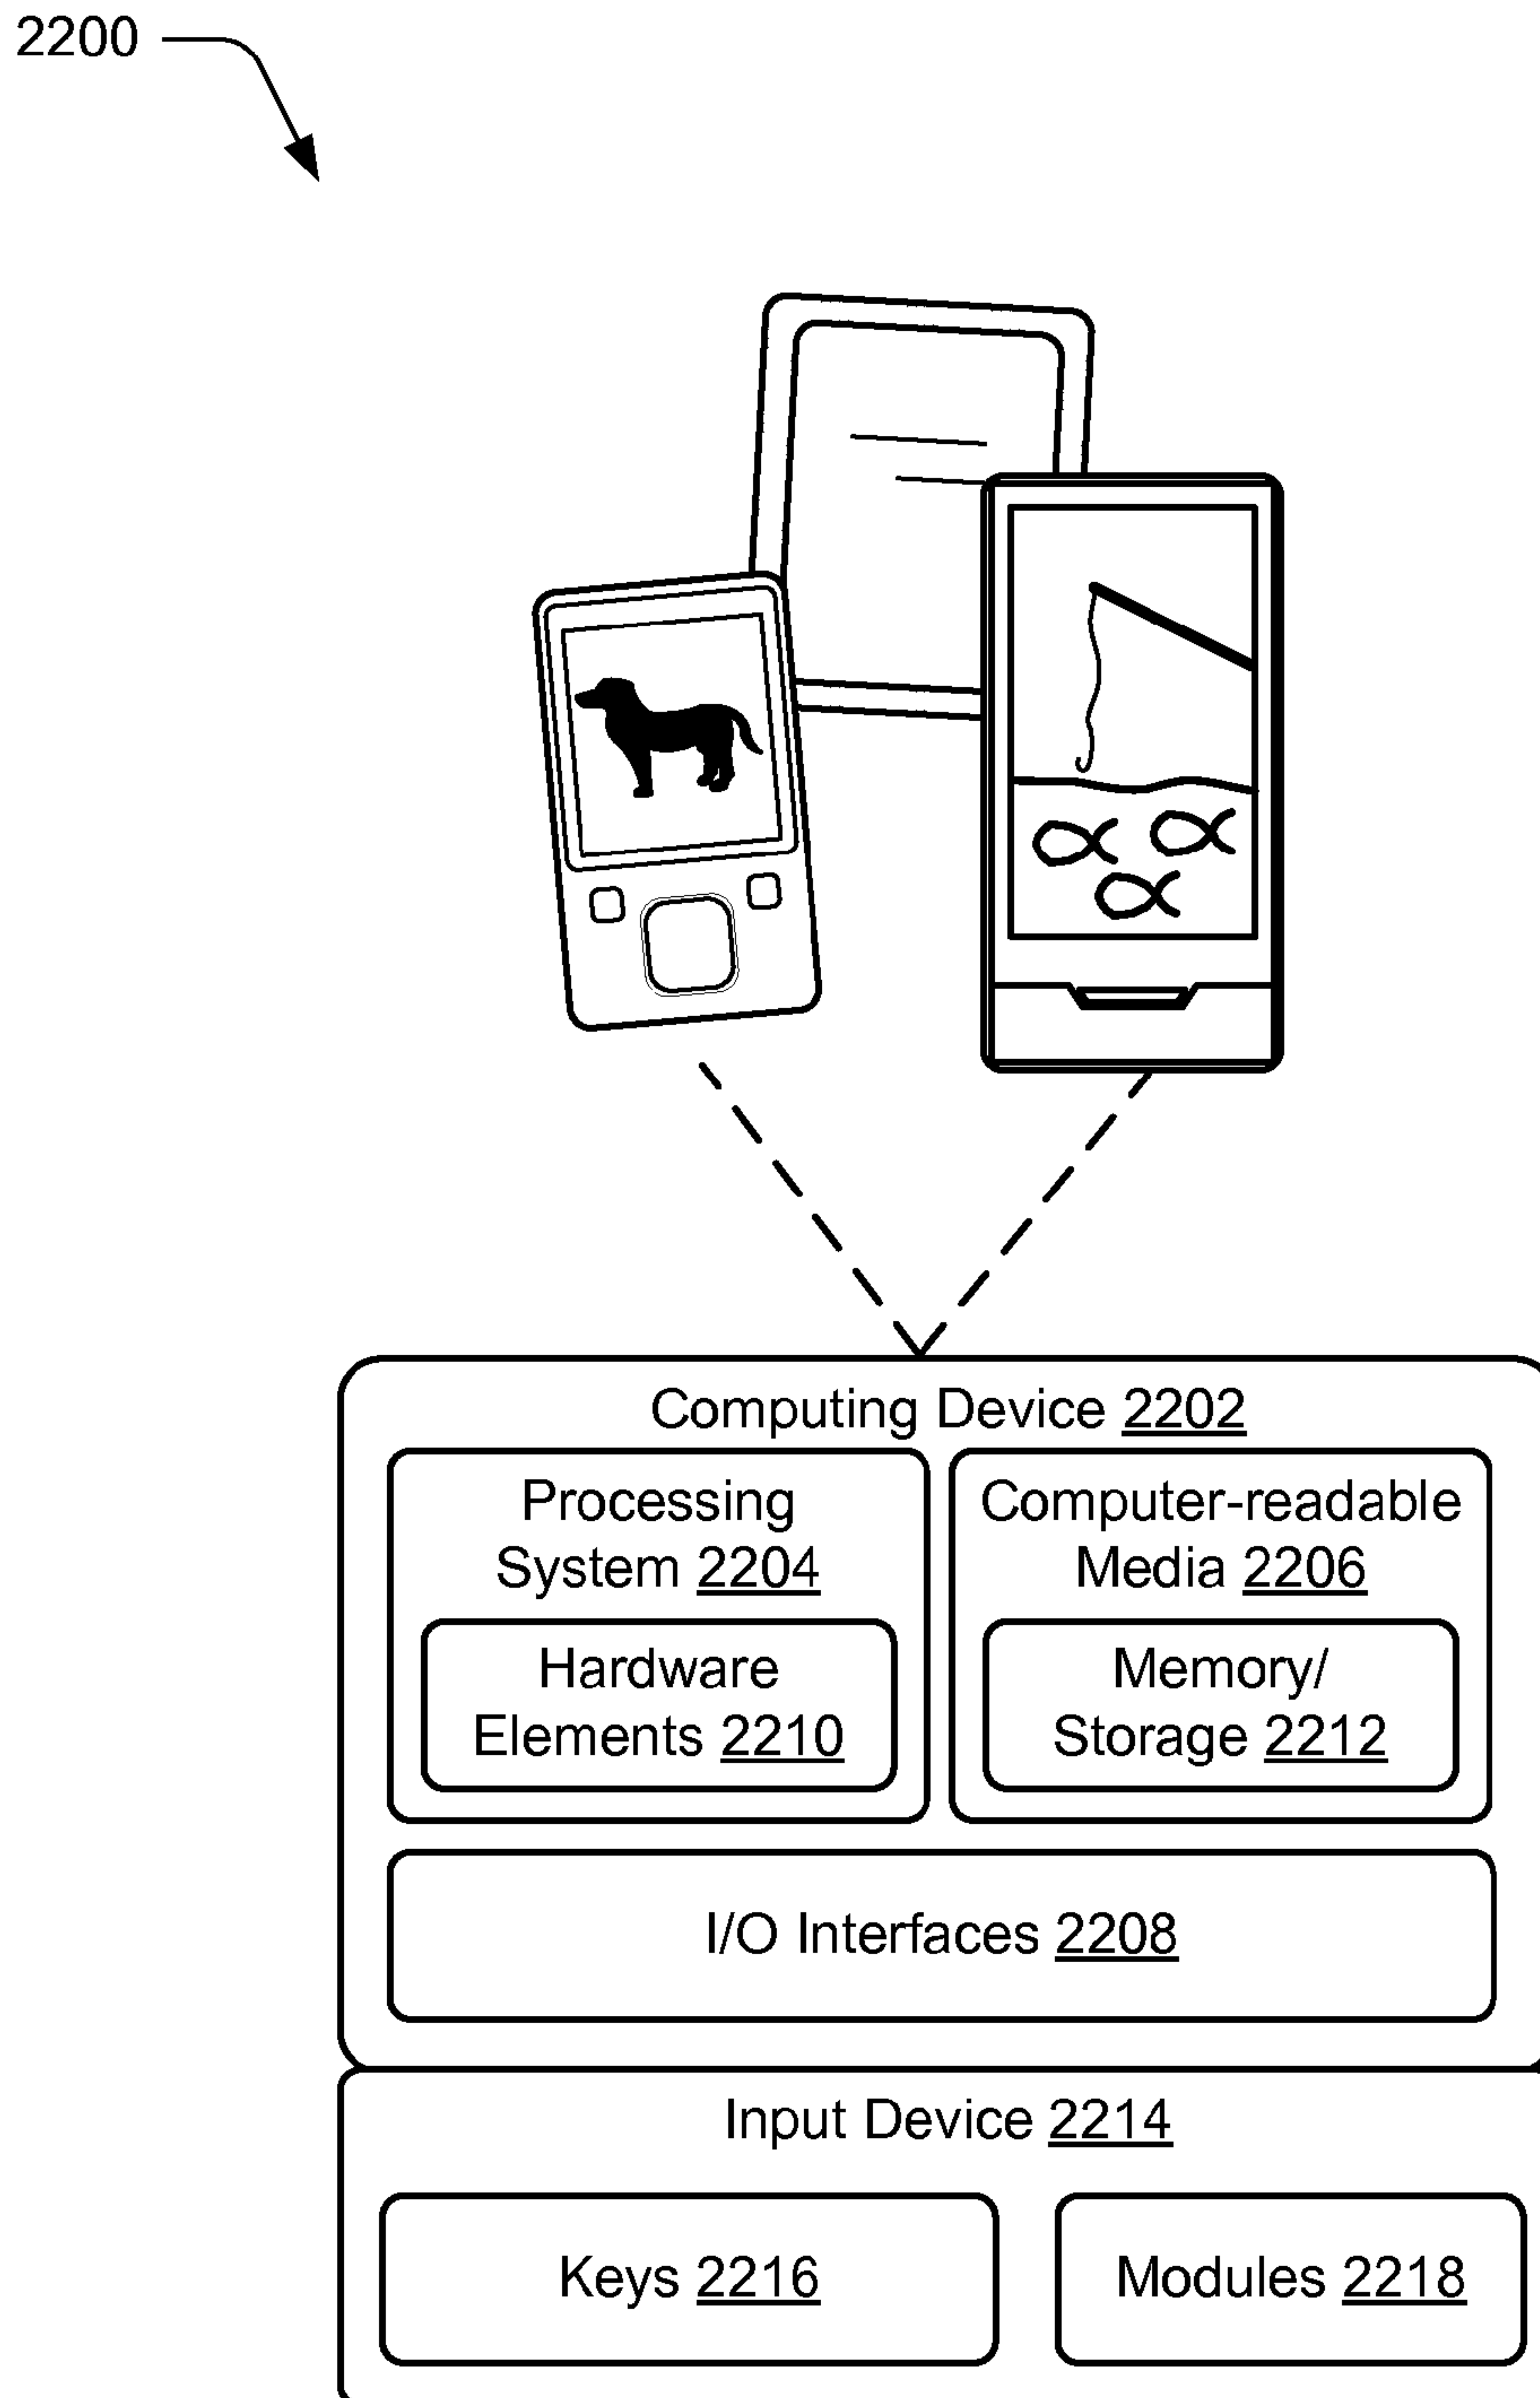 2200
Computing Device 2202
Processing
System 2204
Computer-readable
Media 2206
Hardware
Elements 2210
Memory/
Storage 2212
I/O Interfaces 2208
Input Device 2214
Keys 2216
Modules 2218